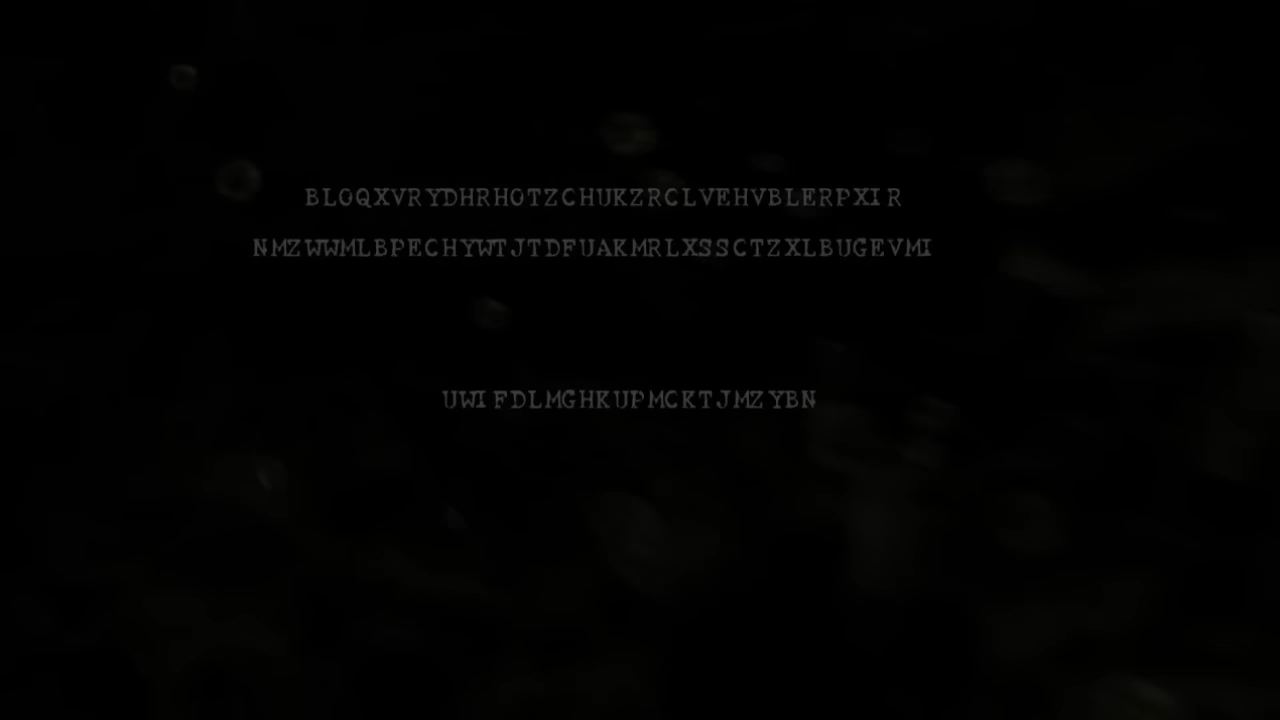 BLOQXVRYDHRHOTZCHUKZRCLVEHVBLERPXIR
NMZWWMLBPECHYWTJTDFUAKMRLXSSCTZXLBUGEVMI
UWIFDLMGHKUPMCKTJMZYBN